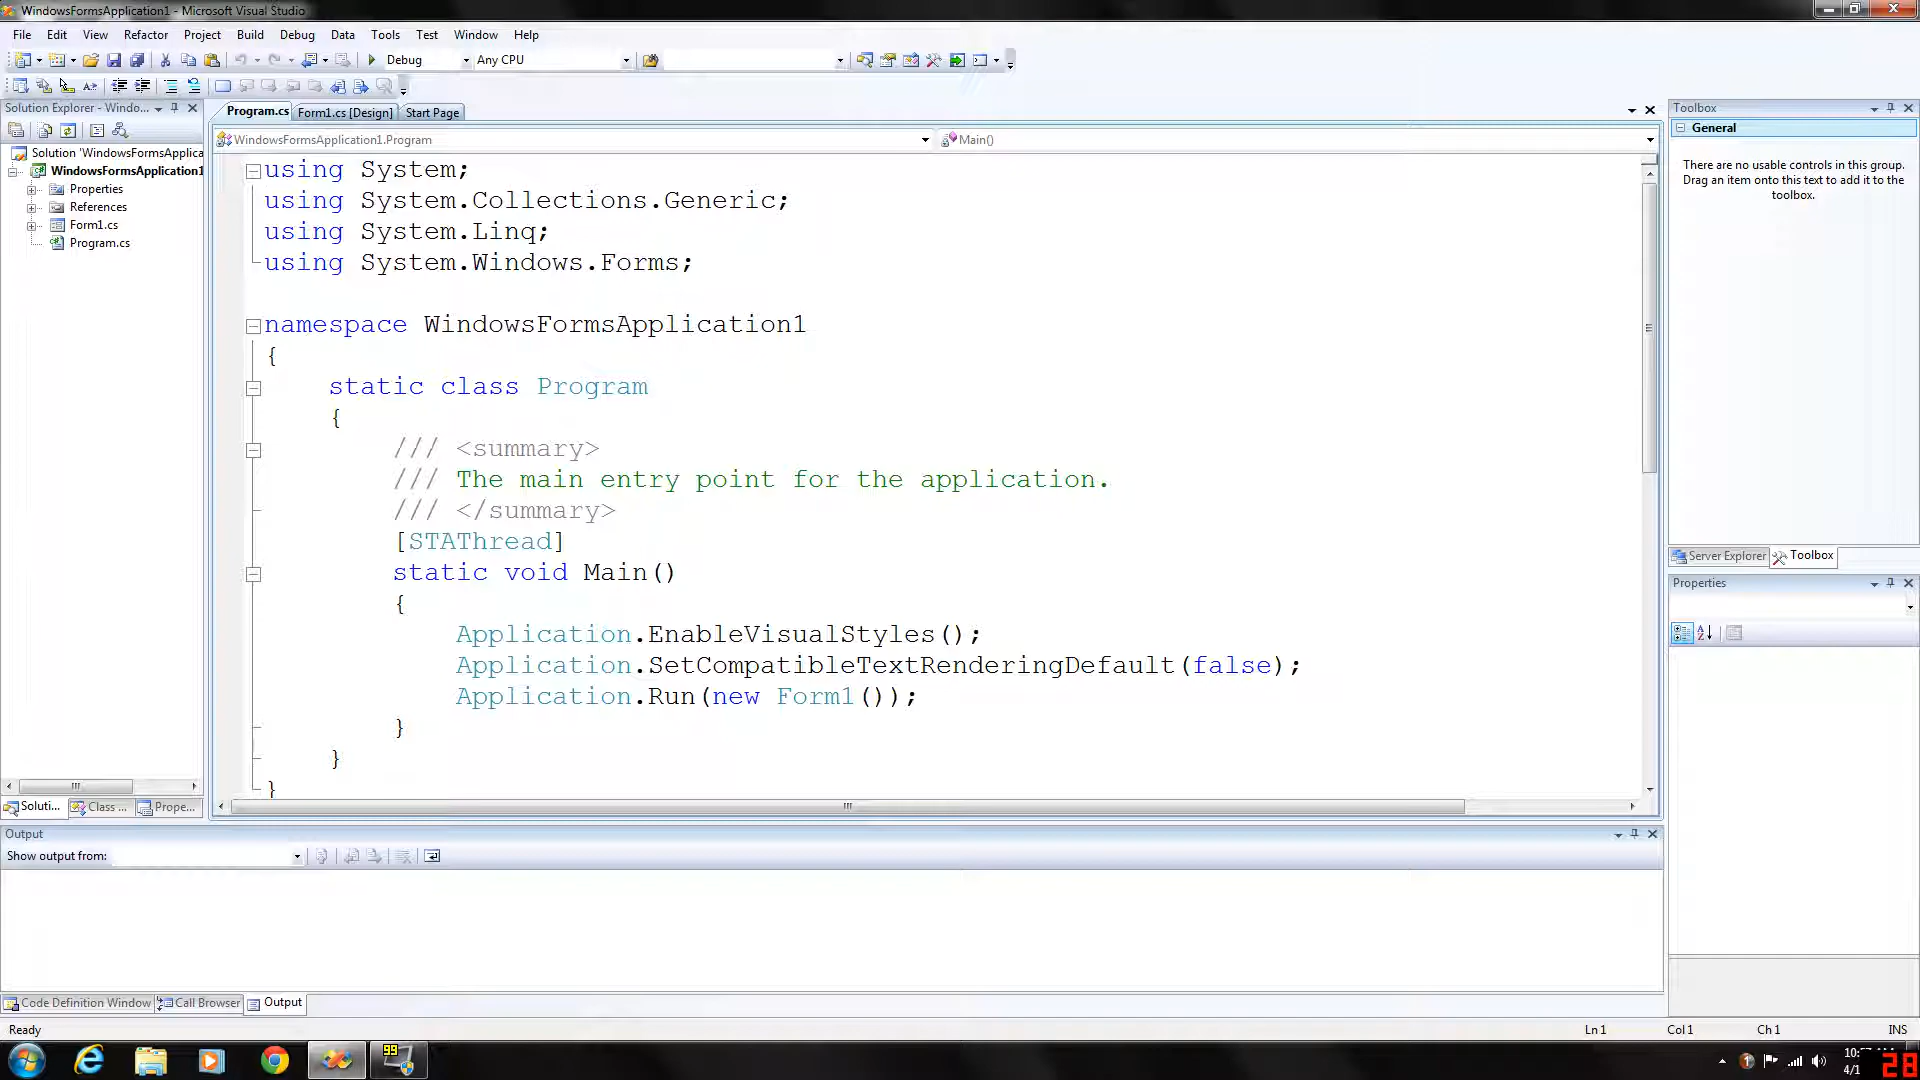 WindowsFormsApplication1 - Microsoft Visual Studio
File Edit View Refactor Project Build Debug Data Tools Test Window Help
Debug Any CPU
Solution Explorer - Windo...
Program.cs Form1.cs [Design] Start Page
Toolbox
WindowsFormsApplication1.Program Main()
General
There are no usable controls in this group. Drag an item onto this text to add it to the toolbox.
Solution 'WindowsFormsApplica
WindowsFormsApplication1
Properties
References
Form1.cs
Program.cs
using System;
using System.Collections.Generic;
using System.Linq;
using System.Windows.Forms;
namespace WindowsFormsApplication1
{
static class Program
{
/// <summary>
/// The main entry point for the application.
/// </summary>
[STAThread]
static void Main()
{
Application.EnableVisualStyles();
Application.SetCompatibleTextRenderingDefault(false);
Application.Run(new Form1());
}
}
}
Server Explorer Toolbox
Properties
Soluti... Class ... Prope...
Output
Show output from:
Code Definition Window Call Browser Output
Ready Ln 1 Col 1 Ch 1 INS
99
4/1
28